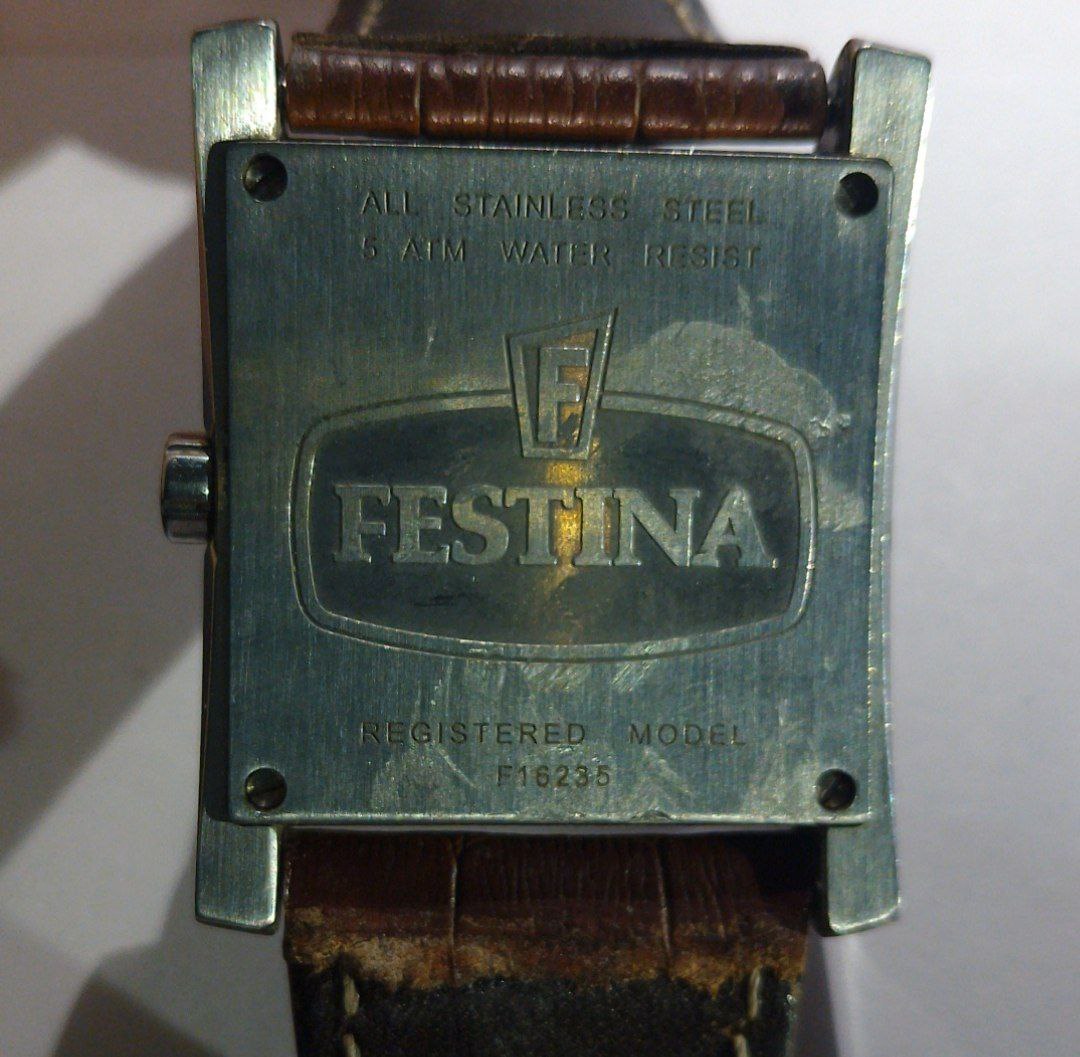 ALL STAINLESS STEEL
5 ATM WATER RESIST
F
FESTINA
REGISTERED MODEL
F16235